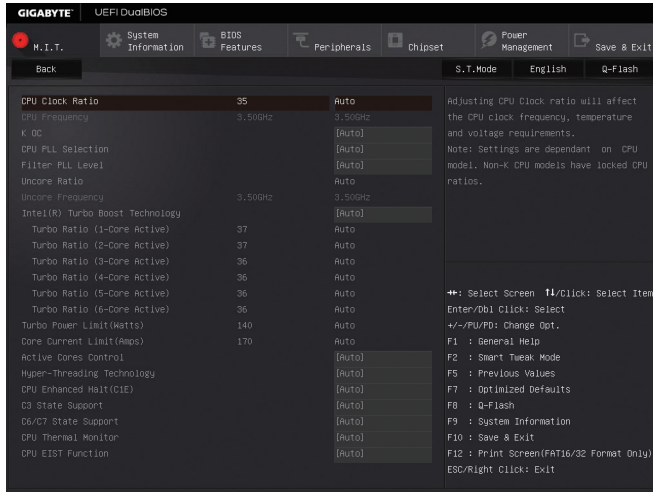 GIGABYTE™ UEFI DualBIOS
M.I.T. System Information BIOS Features Peripherals Chipset Power Management Save & Exit
Back S.T.Mode English Q-Flash
CPU Clock Ratio 35 Auto
CPU Frequency 3.50GHz 3.50GHz
K OC [Auto]
CPU PLL Selection [Auto]
Filter PLL Level [Auto]
Uncore Ratio Auto
Uncore Frequency 3.50GHz 3.50GHz
Intel(R) Turbo Boost Technology [Auto]
Turbo Ratio (1-Core Active) 37 Auto
Turbo Ratio (2-Core Active) 37 Auto
Turbo Ratio (3-Core Active) 36 Auto
Turbo Ratio (4-Core Active) 36 Auto
Turbo Ratio (5-Core Active) 36 Auto
Turbo Ratio (6-Core Active) 36 Auto
Turbo Power Limit(Watts) 140 Auto
Core Current Limit(Amps) 170 Auto
Active Cores Control [Auto]
Hyper-Threading Technology [Auto]
CPU Enhanced Halt(C1E) [Auto]
C3 State Support [Auto]
C6/C7 State Support [Auto]
CPU Thermal Monitor [Auto]
CPU EIST Function [Auto]
Adjusting CPU Clock ratio will affect
the CPU clock frequency, temperature
and voltage requirements.
Note: Settings are dependant on CPU
model. Non-K CPU models have locked CPU
ratios.
→←: Select Screen ↑↓/Click: Select Item
Enter/Dbl Click: Select
+/-/PU/PD: Change Opt.
F1 : General Help
F2 : Smart Tweak Mode
F5 : Previous Values
F7 : Optimized Defaults
F8 : Q-Flash
F9 : System Information
F10 : Save & Exit
F12 : Print Screen(FAT16/32 Format Only)
ESC/Right Click: Exit